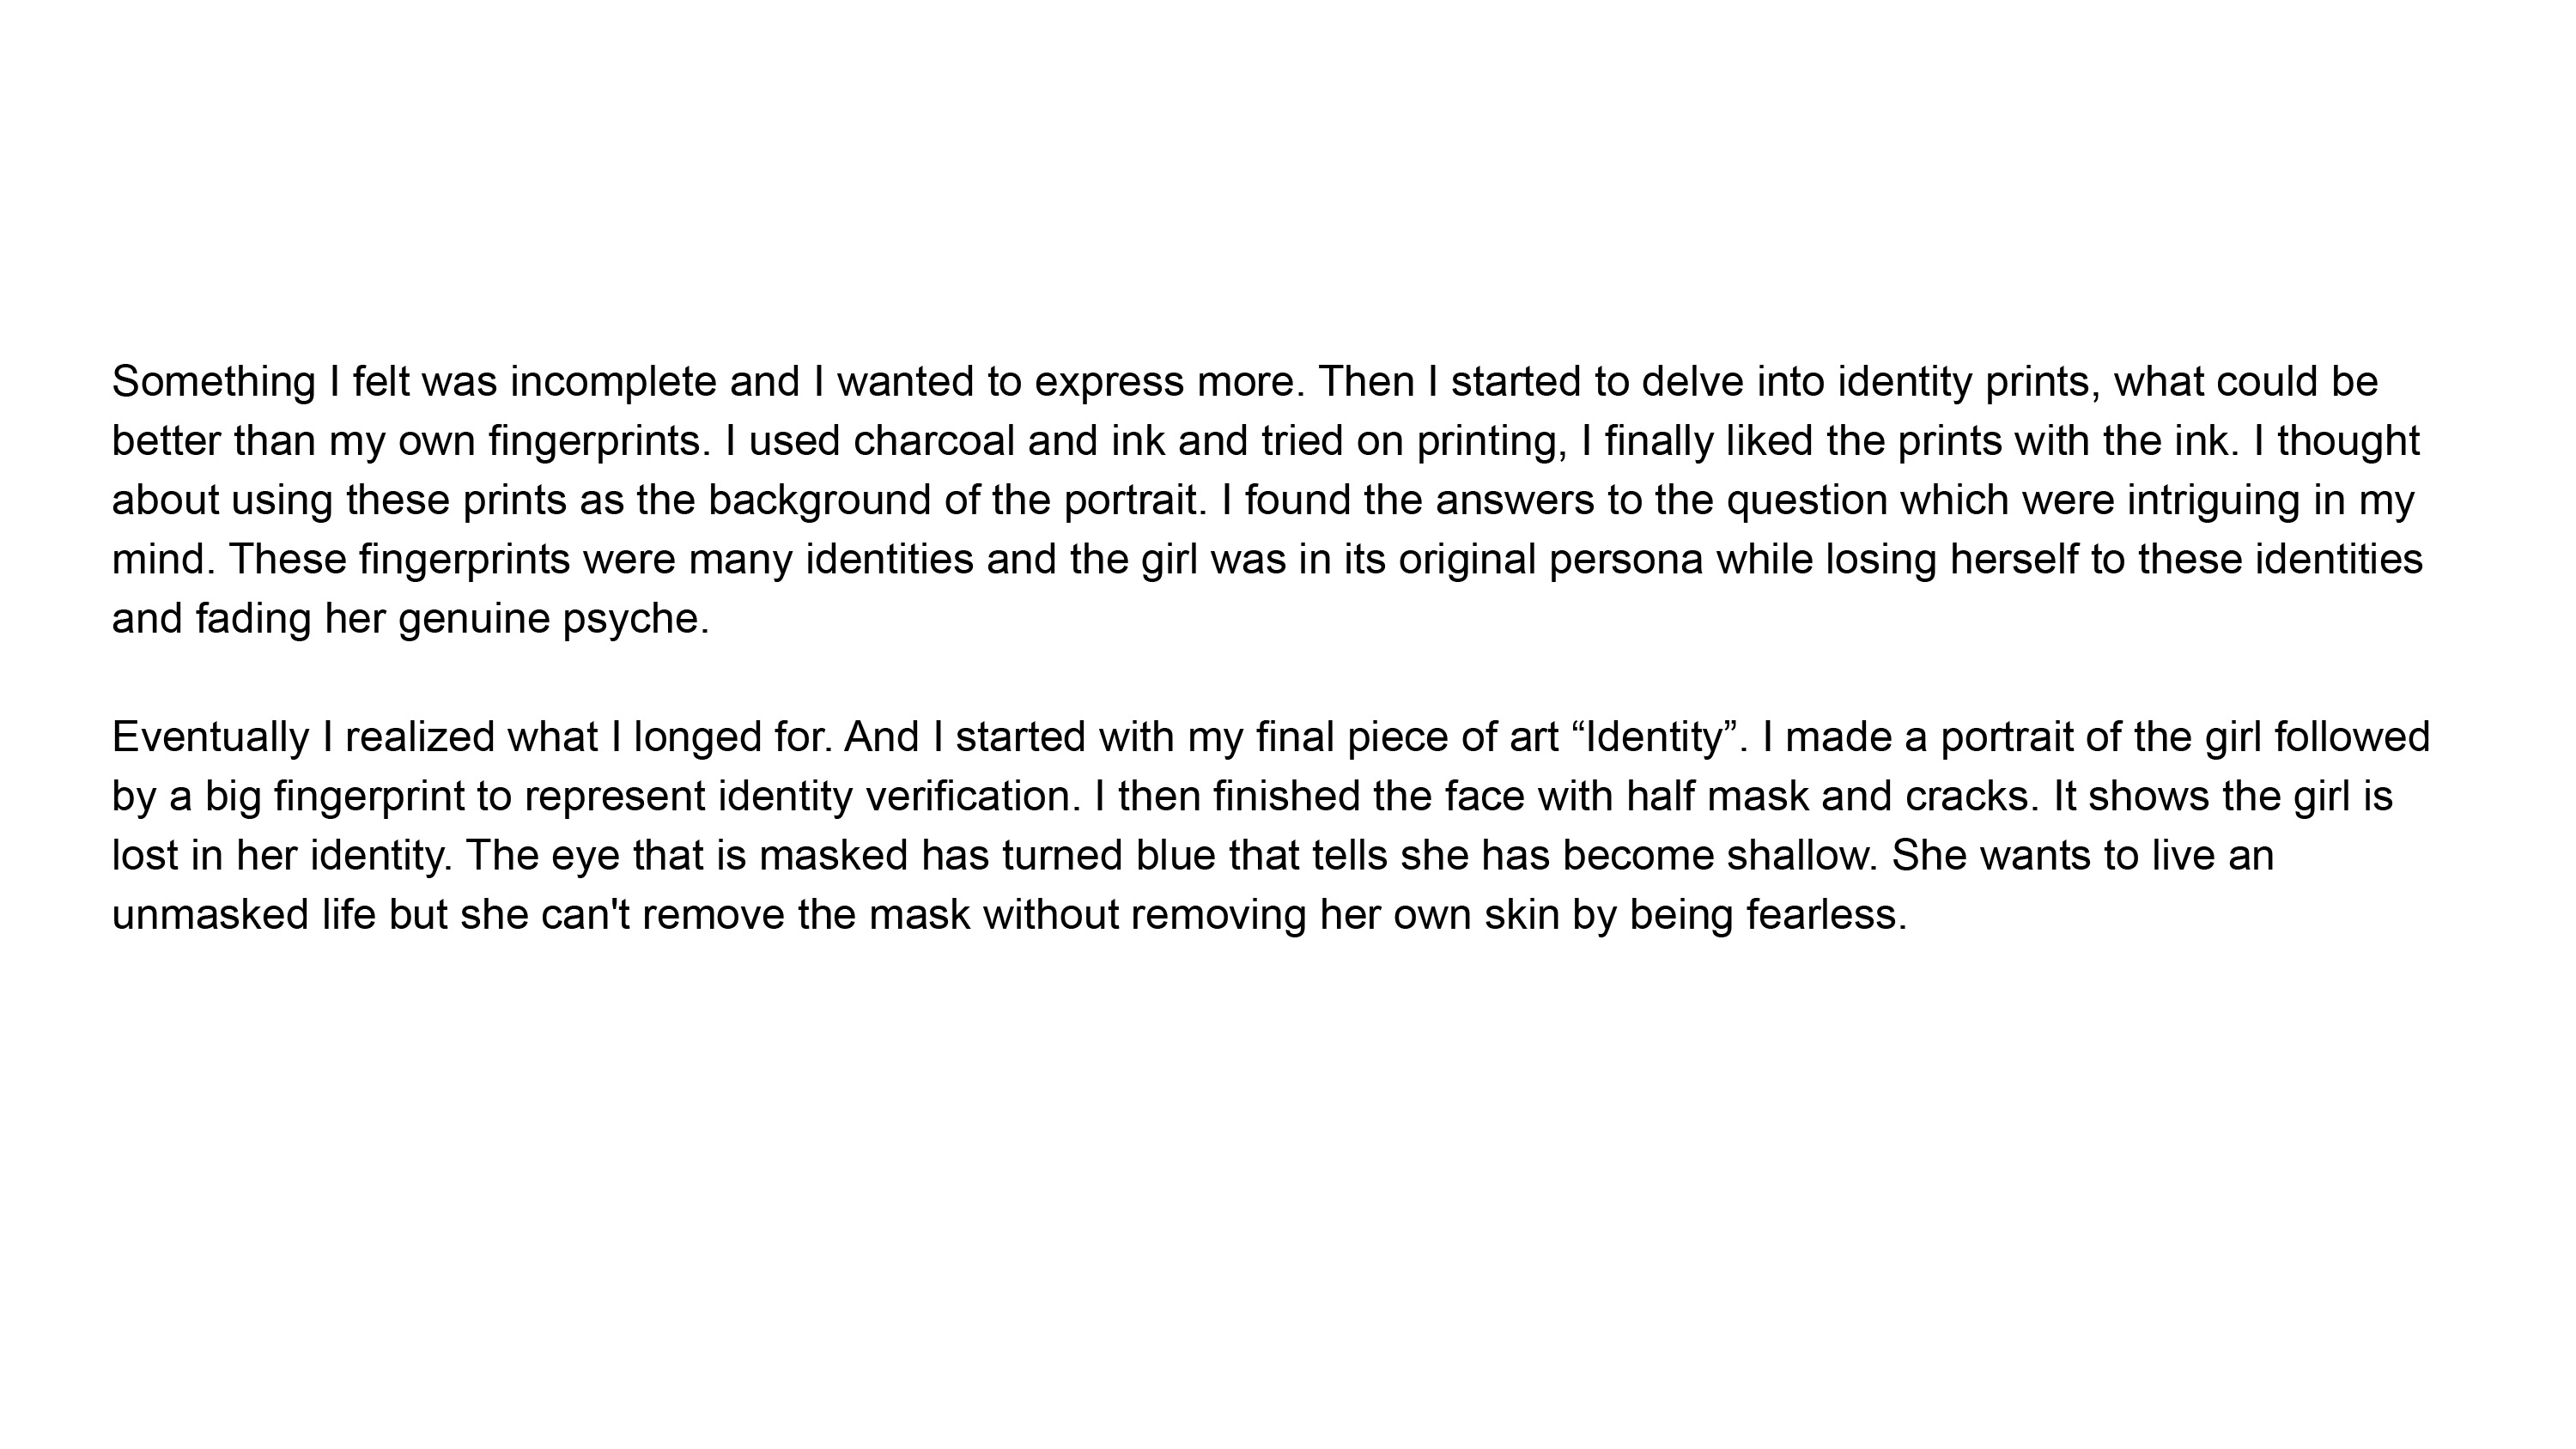 Something I felt was incomplete and I wanted to express more. Then I started to delve into identity prints, what could be
better than my own fingerprints. I used charcoal and ink and tried on printing, I finally liked the prints with the ink. I thought
about using these prints as the background of the portrait. I found the answers to the question which were intriguing in my
mind. These fingerprints were many identities and the girl was in its original persona while losing herself to these identities
and fading her genuine psyche.
Eventually I realized what I longed for. And I started with my final piece of art “Identity”. I made a portrait of the girl followed
by a big fingerprint to represent identity verification. I then finished the face with half mask and cracks. It shows the girl is
lost in her identity. The eye that is masked has turned blue that tells she has become shallow. She wants to live an
unmasked life but she can't remove the mask without removing her own skin by being fearless.